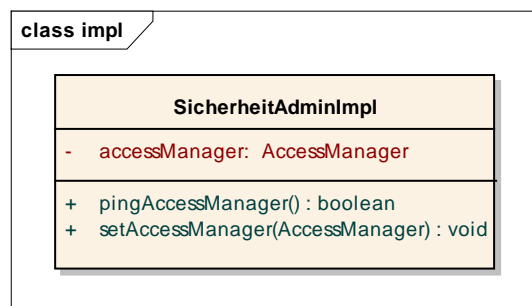 class impl
SicherheitAdminImpl
- accessManager: AccessManager
+ pingAccessManager() : boolean
+ setAccessManager(AccessManager) : void